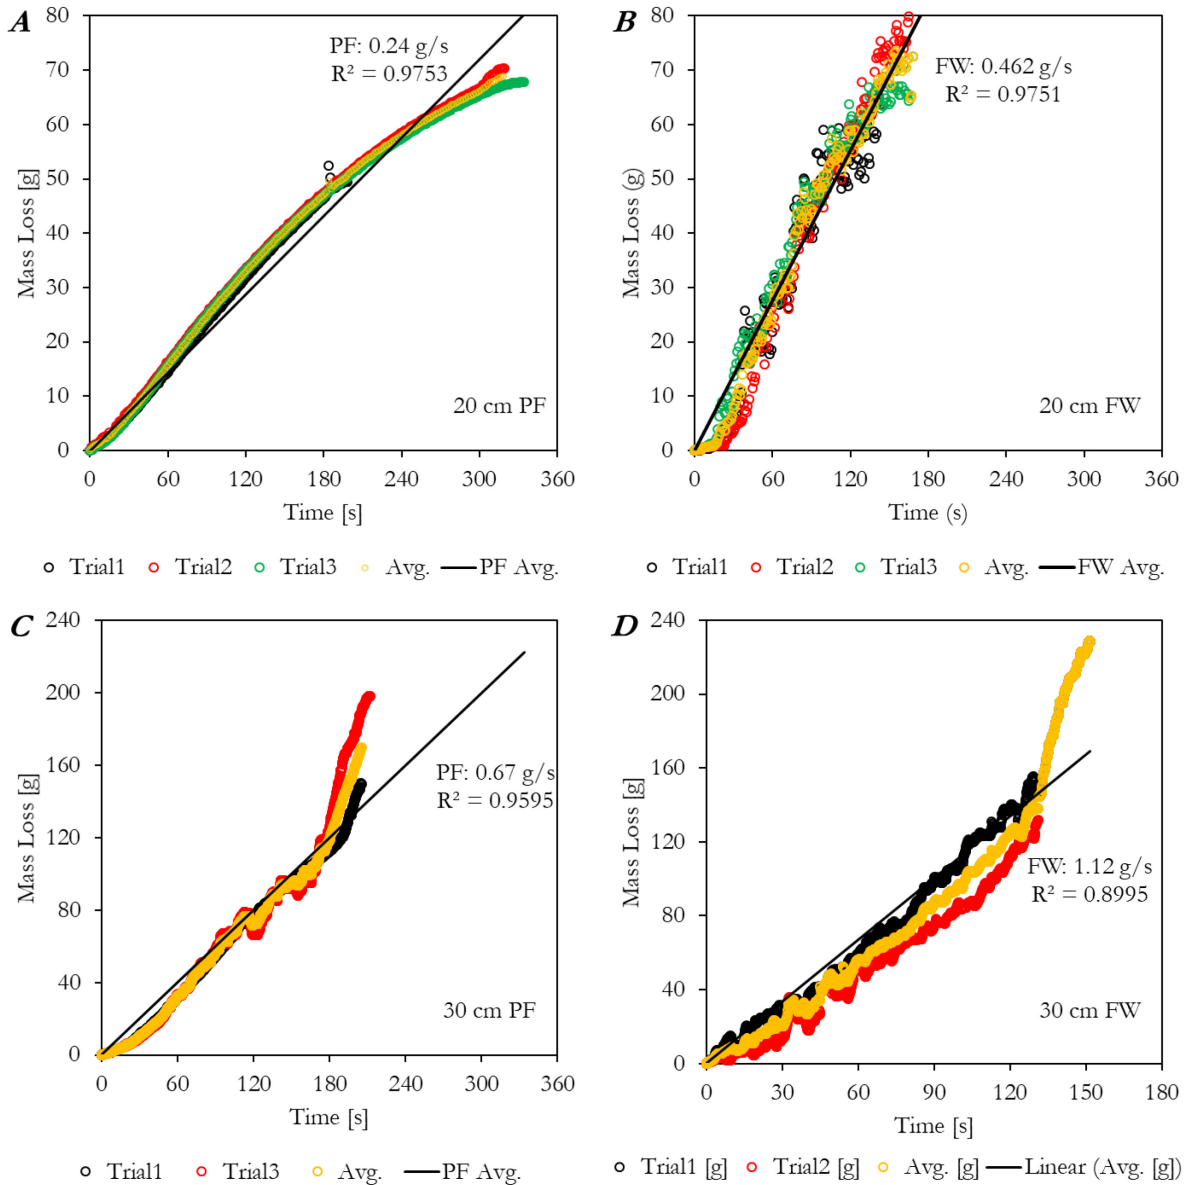 A
80
70
60
50
40
30
20
10
0
Mass Loss [g]
PF: 0.24 g/s
R² = 0.9753
20 cm PF
0 60 120 180 240 300 360
Time [s]
Trial1 Trial2 Trial3 Avg. PF Avg.
B
80
70
60
50
40
30
20
10
0
Mass Loss (g)
FW: 0.462 g/s
R² = 0.9751
20 cm FW
0 60 120 180 240 300 360
Time (s)
Trial1 Trial2 Trial3 Avg. FW Avg.
C
240
200
160
120
80
40
0
Mass Loss [g]
PF: 0.67 g/s
R² = 0.9595
30 cm PF
0 60 120 180 240 300 360
Time [s]
Trial1 Trial3 Avg. PF Avg.
D
240
200
160
120
80
40
0
Mass Loss [g]
FW: 1.12 g/s
R² = 0.8995
30 cm FW
0 30 60 90 120 150 180
Time [s]
Trial1 [g] Trial2 [g] Avg. [g] Linear (Avg. [g])